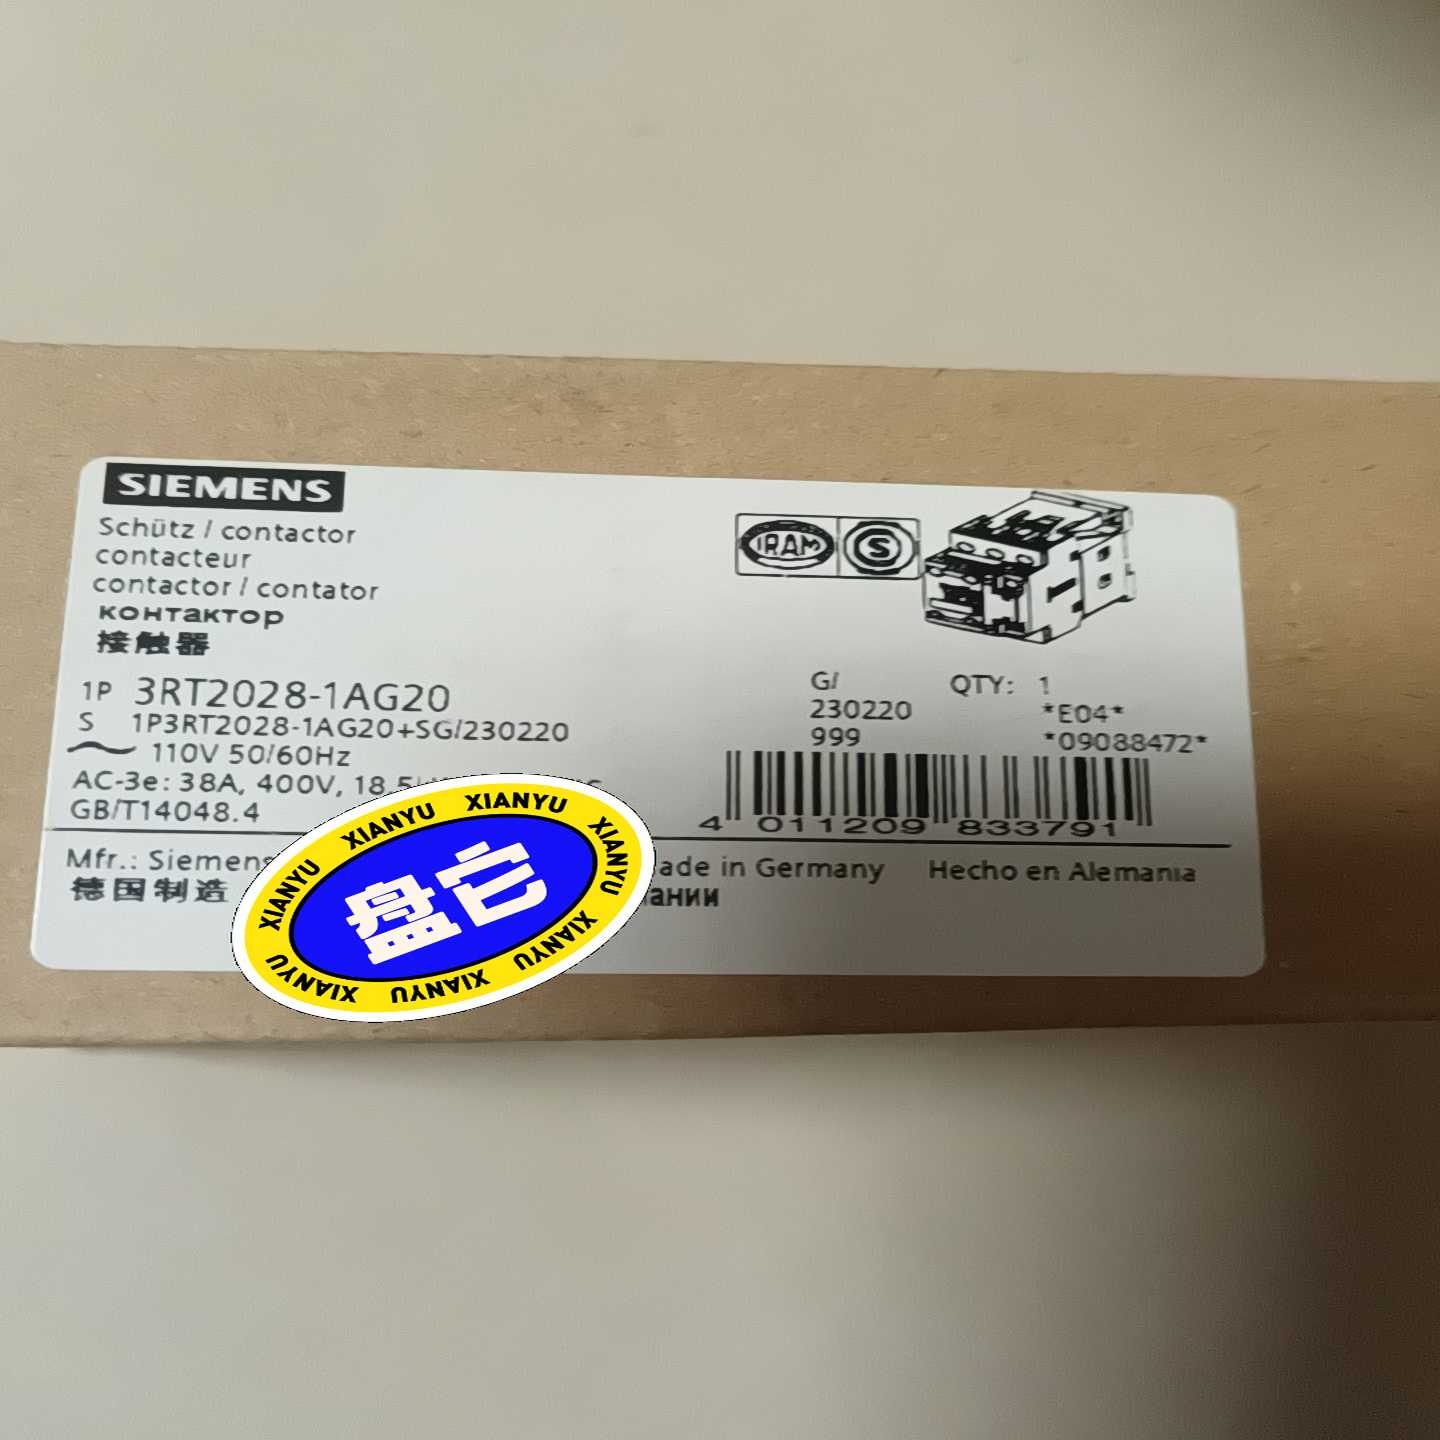 SIEMENS
Schütz / contactor
contacteur
contactor / contator
контактор
接触器
IRAM S
1P 3RT2028-1AG20
S 1P3RT2028-1AG20+SG/230220
110V 50/60Hz
AC-3e: 38A, 400V, 18.5
GB/T14048.4
G/
230220
999
QTY: 1
*E04*
*09088472*
4 011209 833791
Mfr.: Siemens
ade in Germany Hecho en Alemania
德国制造
XIANYU XIANYU XIANYU XIANYU XIANYU XIANYU XIANYU XIANYU
盘它